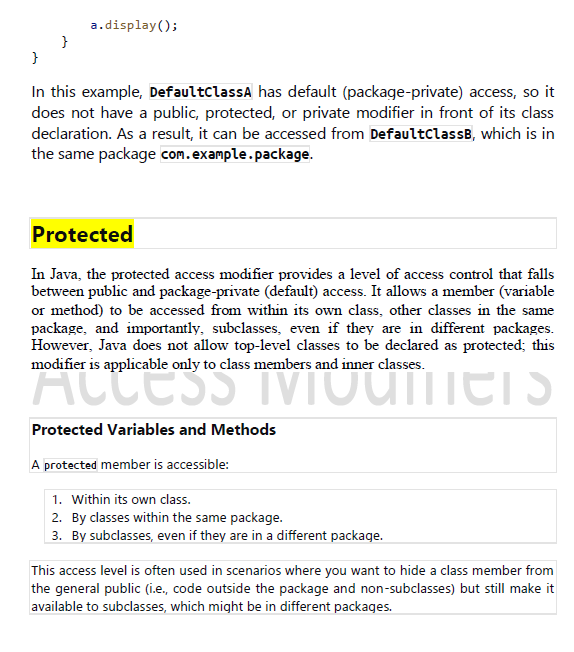 a.display();
}
}
In this example, DefaultClassA has default (package-private) access, so it
does not have a public, protected, or private modifier in front of its class
declaration. As a result, it can be accessed from DefaultClassB, which is in
the same package com.example.package.
Protected
In Java, the protected access modifier provides a level of access control that falls
between public and package-private (default) access. It allows a member (variable
or method) to be accessed from within its own class, other classes in the same
package, and importantly, subclasses, even if they are in different packages.
However, Java does not allow top-level classes to be declared as protected; this
modifier is applicable only to class members and inner classes.
Access Modifiers
Protected Variables and Methods
A protected member is accessible:
1. Within its own class.
2. By classes within the same package.
3. By subclasses, even if they are in a different package.
This access level is often used in scenarios where you want to hide a class member from
the general public (i.e., code outside the package and non-subclasses) but still make it
available to subclasses, which might be in different packages.